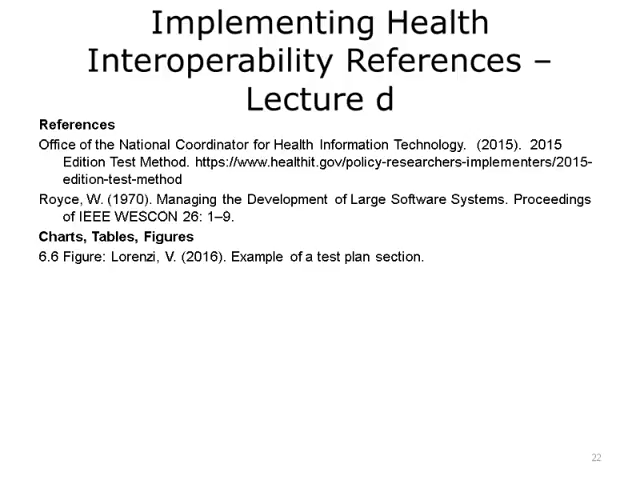 Implementing Health
Interoperability References –
Lecture d
References
Office of the National Coordinator for Health Information Technology. (2015). 2015
Edition Test Method. https://www.healthit.gov/policy-researchers-implementers/2015-
edition-test-method
Royce, W. (1970). Managing the Development of Large Software Systems. Proceedings
of IEEE WESCON 26: 1–9.
Charts, Tables, Figures
6.6 Figure: Lorenzi, V. (2016). Example of a test plan section.
22